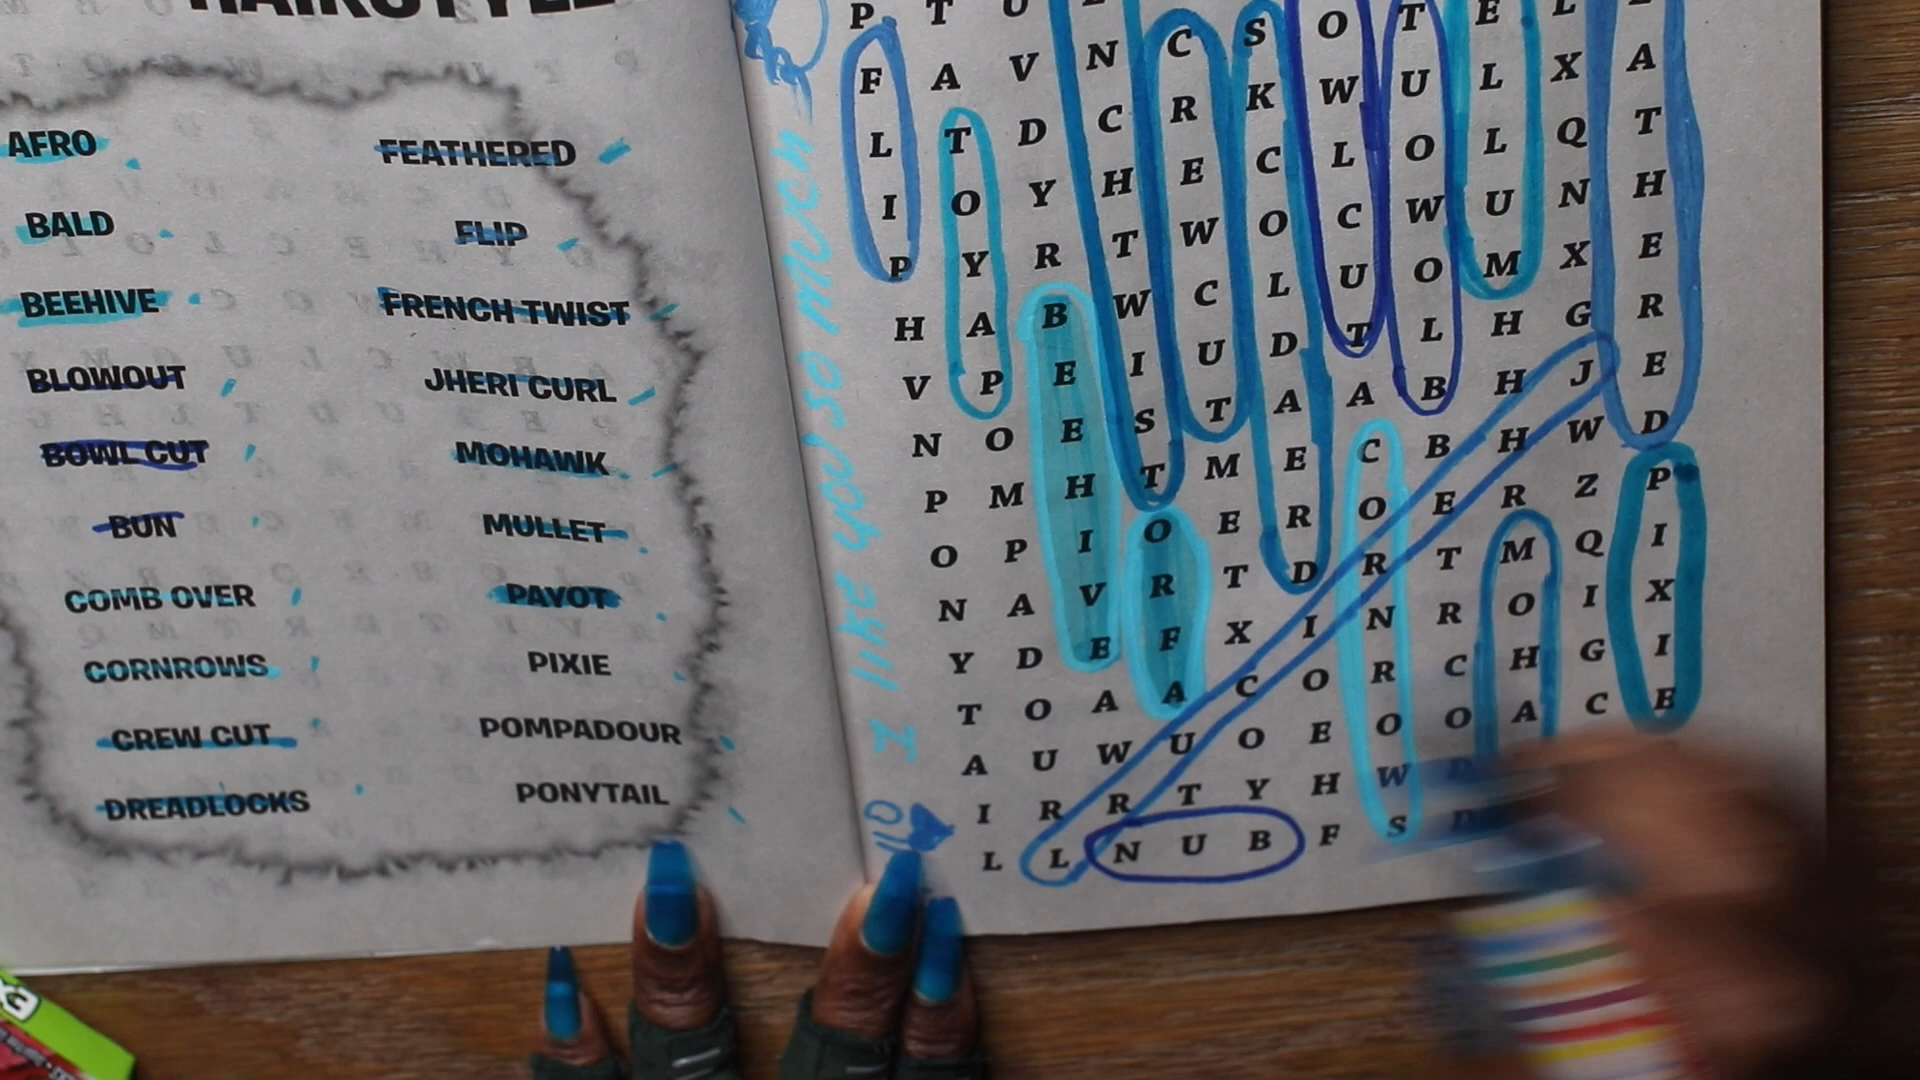 HAIRSTYLE
AFRO
BALD
BEEHIVE
BLOWOUT
BOWL CUT
BUN
COMB OVER
CORNROWS
CREW CUT
DREADLOCKS
FEATHERED
FLIP
FRENCH TWIST
JHERI CURL
MOHAWK
MULLET
PAYOT
PIXIE
POMPADOUR
PONYTAIL
I like you so much
P T U O T E L
F A V N C S O W U L X A
L T D C R K W L O L Q T
I O Y H E C L C W U N H
P Y R T W O C U O M X E
H A B W C L U T L H G R
V P E I U D A B H J E
N O E S T A C B H W D
P M H T M E O E R Z P
O P I O E R R T M Q I
N A V R T D N R O I X
Y D E F X I R C H G I
T O A A C O O O A C E
A U W U O E W
I R R T Y H S
L L N U B F